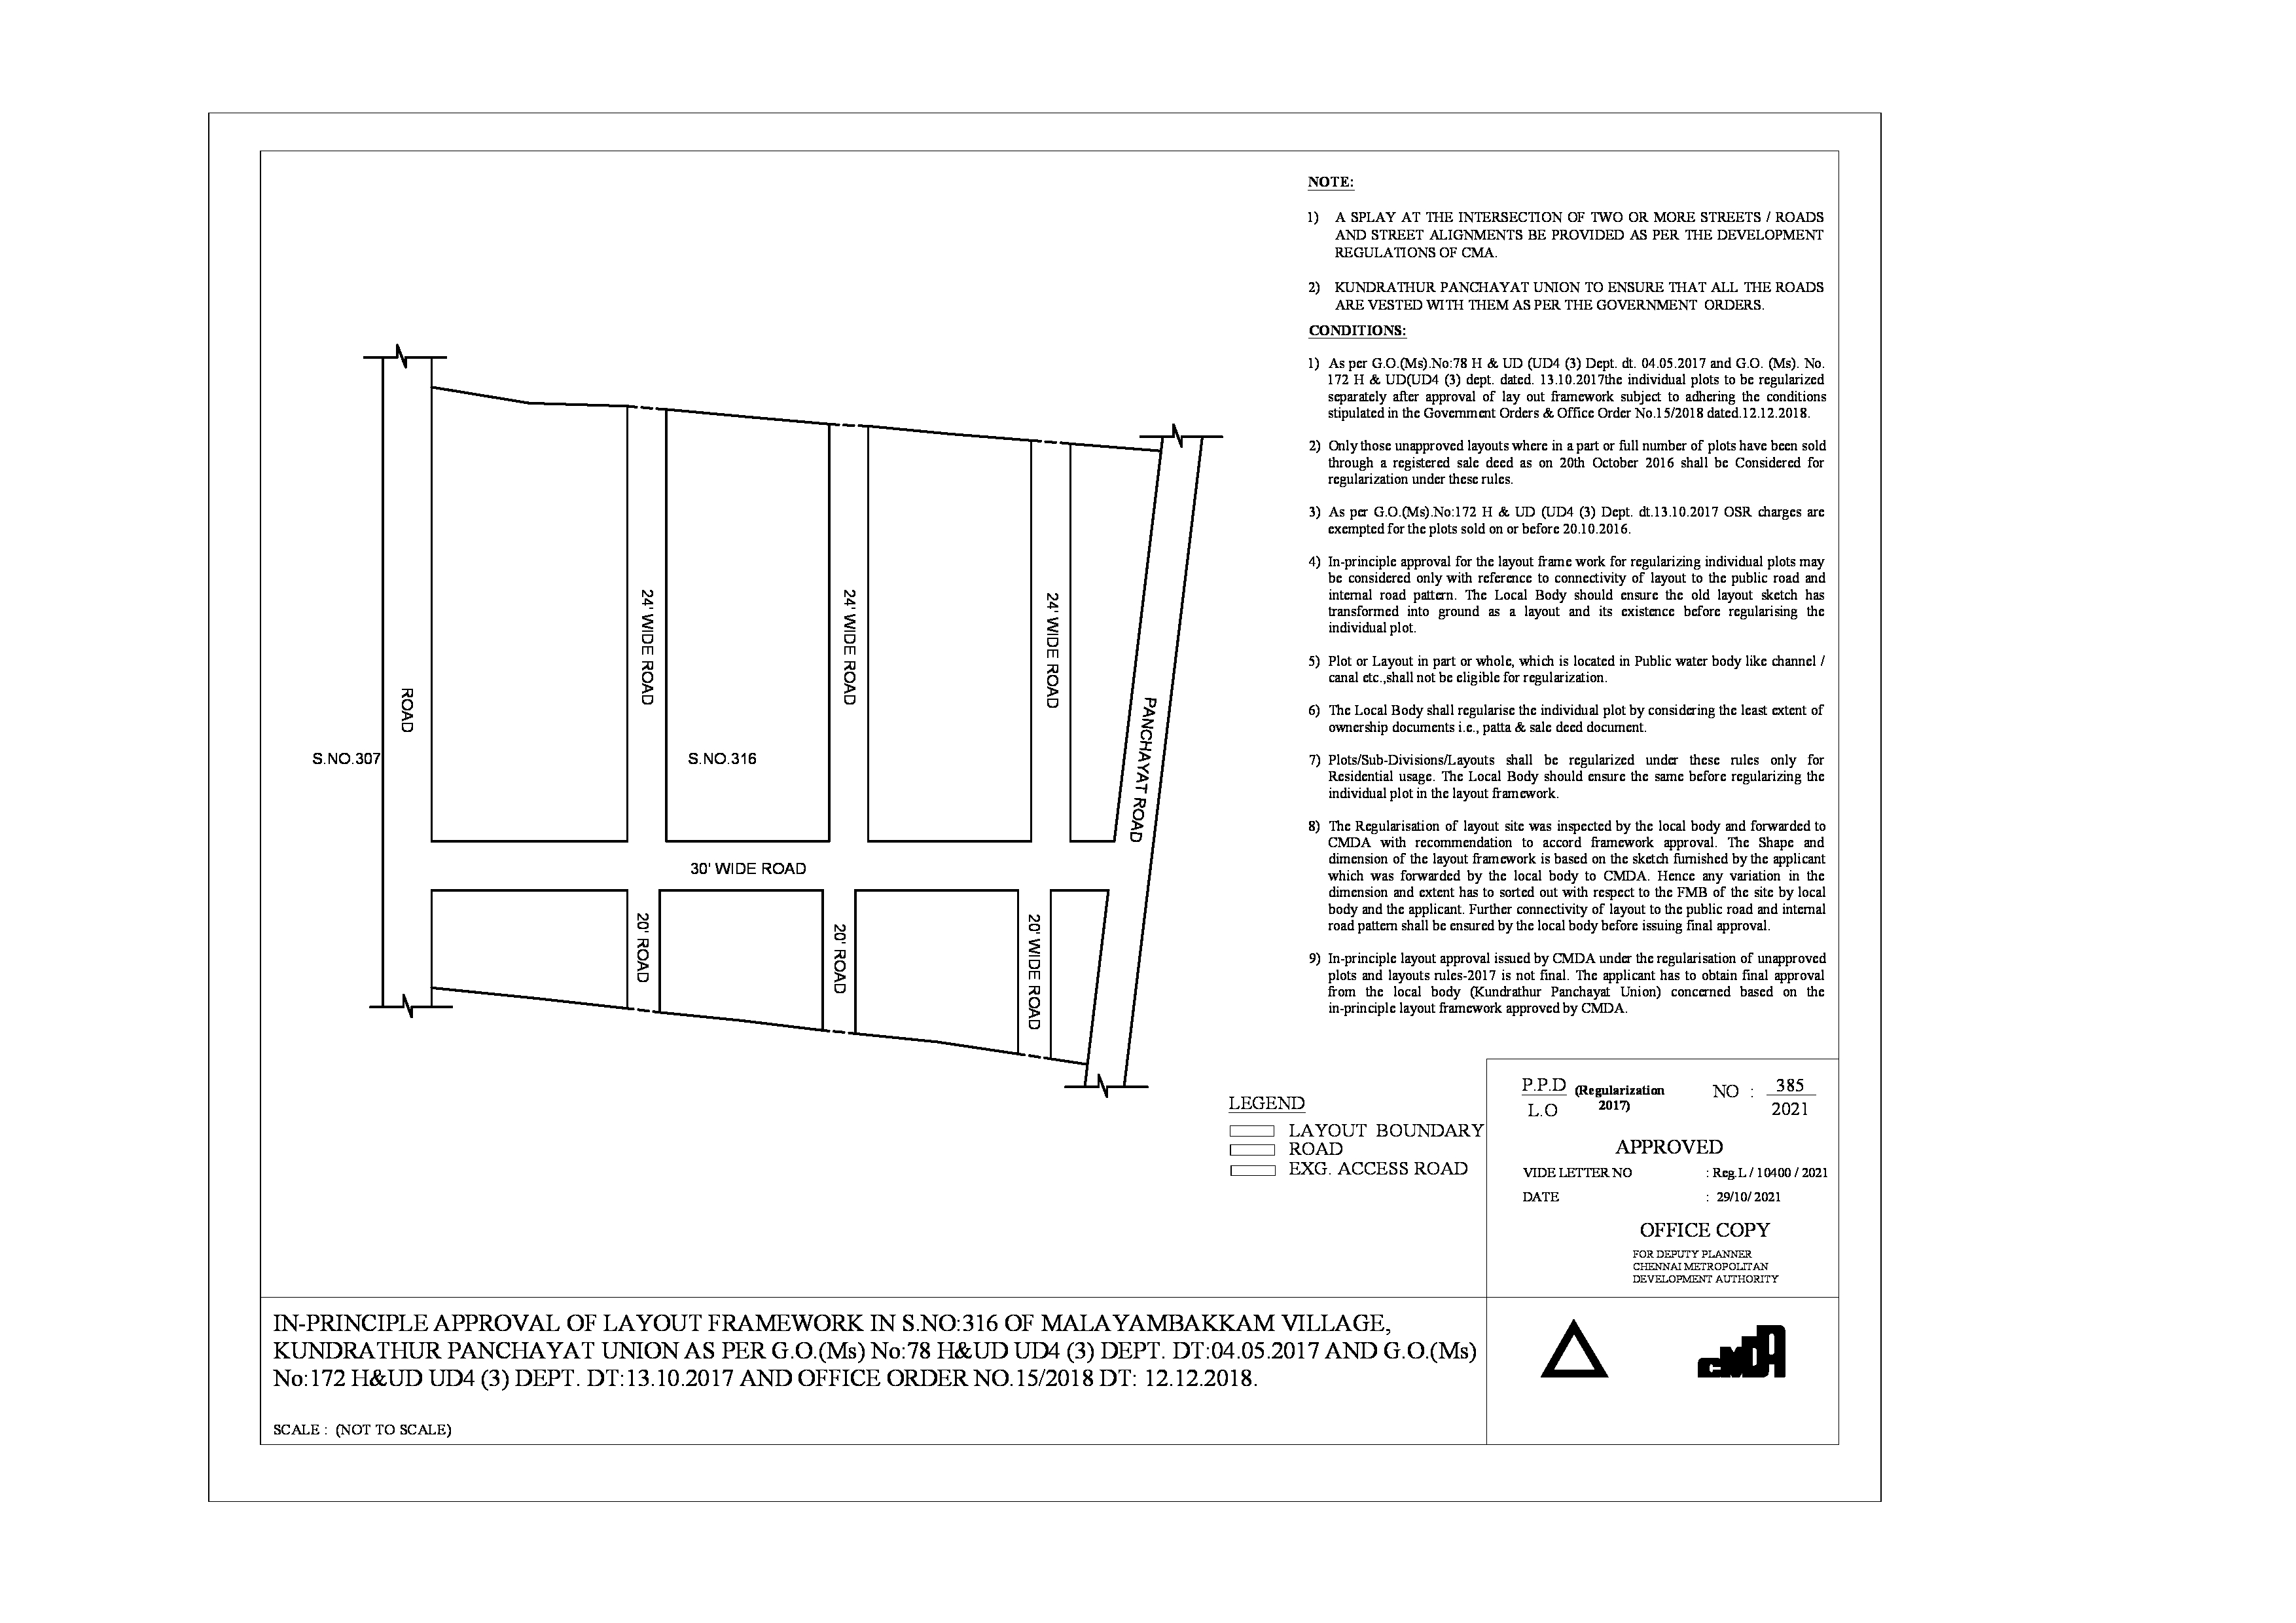 NOTE:
1) A SPLAY AT THE INTERSECTION OF TWO OR MORE STREETS / ROADS
AND STREET ALIGNMENTS BE PROVIDED AS PER THE DEVELOPMENT
REGULATIONS OF CMA.
2) KUNDRATHUR PANCHAYAT UNION TO ENSURE THAT ALL THE ROADS
ARE VESTED WITH THEM AS PER THE GOVERNMENT ORDERS.
CONDITIONS:
1) As per G.O.(Ms).No:78 H & UD (UD4 (3) Dept. dt. 04.05.2017 and G.O. (Ms). No.
172 H & UD(UD4 (3) dept. dated. 13.10.2017the individual plots to be regularized
separately after approval of lay out framework subject to adhering the conditions
stipulated in the Government Orders & Office Order No.15/2018 dated.12.12.2018.
2) Only those unapproved layouts where in a part or full number of plots have been sold
through a registered sale deed as on 20th October 2016 shall be Considered for
regularization under these rules.
3) As per G.O.(Ms).No:172 H & UD (UD4 (3) Dept. dt.13.10.2017 OSR charges are
exempted for the plots sold on or before 20.10.2016.
4) In-principle approval for the layout frame work for regularizing individual plots may
be considered only with reference to connectivity of layout to the public road and
internal road pattern. The Local Body should ensure the old layout sketch has
transformed into ground as a layout and its existence before regularising the
individual plot.
5) Plot or Layout in part or whole, which is located in Public water body like channel /
canal etc.,shall not be eligible for regularization.
6) The Local Body shall regularise the individual plot by considering the least extent of
ownership documents i.e., patta & sale deed document.
7) Plots/Sub-Divisions/Layouts shall be regularized under these rules only for
Residential usage. The Local Body should ensure the same before regularizing the
individual plot in the layout framework.
8) The Regularisation of layout site was inspected by the local body and forwarded to
CMDA with recommendation to accord framework approval. The Shape and
dimension of the layout framework is based on the sketch furnished by the applicant
which was forwarded by the local body to CMDA. Hence any variation in the
dimension and extent has to sorted out with respect to the FMB of the site by local
body and the applicant. Further connectivity of layout to the public road and internal
road pattern shall be ensured by the local body before issuing final approval.
9) In-principle layout approval issued by CMDA under the regularisation of unapproved
plots and layouts rules-2017 is not final. The applicant has to obtain final approval
from the local body (Kundrathur Panchayat Union) concerned based on the
in-principle layout framework approved by CMDA.
24' WIDE ROAD
24' WIDE ROAD
24' WIDE ROAD
ROAD
PANCHAYAT ROAD
S.NO.307
S.NO.316
30' WIDE ROAD
20' ROAD
20' ROAD
20' WIDE ROAD
LEGEND
LAYOUT BOUNDARY
ROAD
EXG. ACCESS ROAD
P.P.D (Regularization NO : 385
L.O 2017) 2021
APPROVED
VIDE LETTER NO : Reg.L / 10400 / 2021
DATE : 29/10/ 2021
OFFICE COPY
FOR DEPUTY PLANNER
CHENNAI METROPOLITAN
DEVELOPMENT AUTHORITY
IN-PRINCIPLE APPROVAL OF LAYOUT FRAMEWORK IN S.NO:316 OF MALAYAMBAKKAM VILLAGE,
KUNDRATHUR PANCHAYAT UNION AS PER G.O.(Ms) No:78 H&UD UD4 (3) DEPT. DT:04.05.2017 AND G.O.(Ms)
No:172 H&UD UD4 (3) DEPT. DT:13.10.2017 AND OFFICE ORDER NO.15/2018 DT: 12.12.2018.
SCALE : (NOT TO SCALE)
CMDA